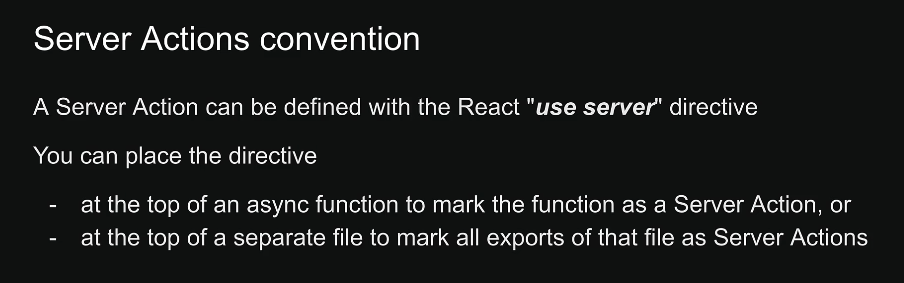 Server Actions convention
A Server Action can be defined with the React "use server" directive
You can place the directive
- at the top of an async function to mark the function as a Server Action, or
- at the top of a separate file to mark all exports of that file as Server Actions